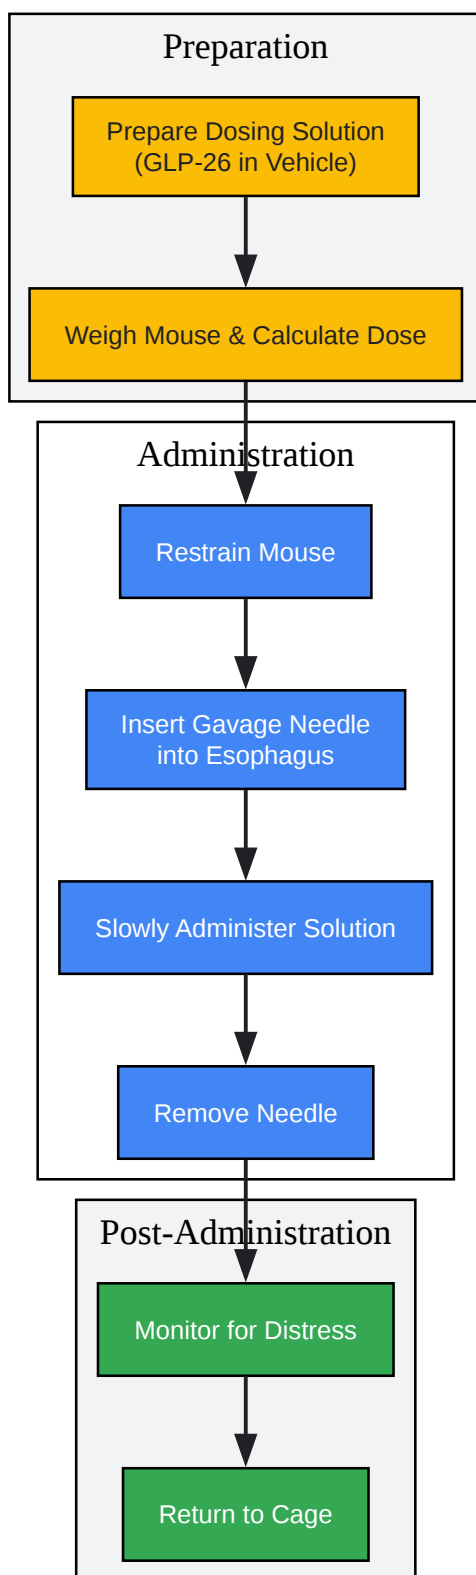 Preparation
Prepare Dosing Solution
(GLP-26 in Vehicle)
Weigh Mouse & Calculate Dose
Administration
Restrain Mouse
Insert Gavage Needle
into Esophagus
Slowly Administer Solution
Remove Needle
Post-Administration
Monitor for Distress
Return to Cage